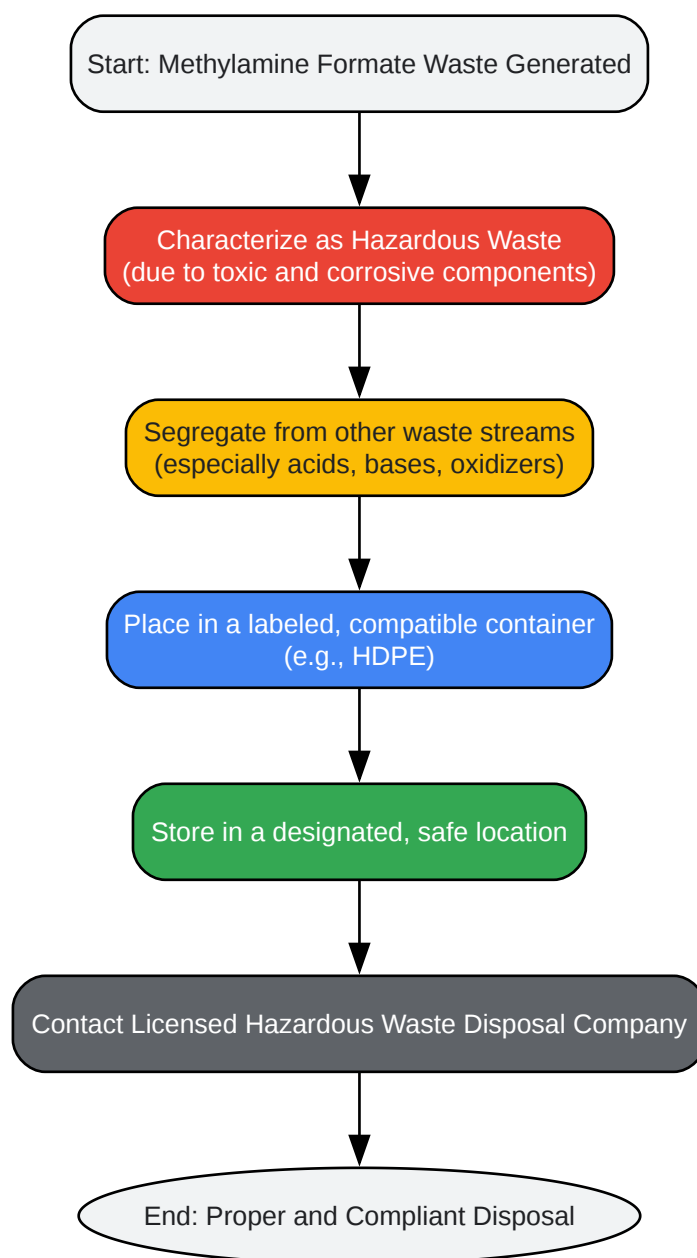 Start: Methylamine Formate Waste Generated
Characterize as Hazardous Waste
(due to toxic and corrosive components)
Segregate from other waste streams
(especially acids, bases, oxidizers)
Place in a labeled, compatible container
(e.g., HDPE)
Store in a designated, safe location
Contact Licensed Hazardous Waste Disposal Company
End: Proper and Compliant Disposal